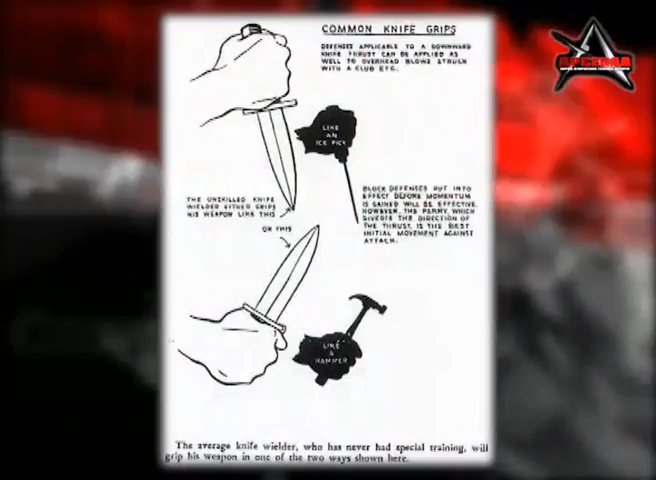 COMMON KNIFE GRIPS
DEFENSES APPLICABLE TO A DOWNWARD
KNIFE THRUST CAN BE APPLIED AS
WELL TO OVERHEAD BLOWS STRUCK
WITH A CLUB ETC.
АРСЕНАЛ
LIKE
AN
ICE PICK
THE UNSKILLED KNIFE
WIELDER EITHER GRIPS
HIS WEAPON LIKE THIS
BLOCK DEFENSES PUT INTO
EFFECT BEFORE MOMENTUM
IS GAINED WILL BE EFFECTIVE.
HOWEVER, THE PARRY, WHICH
DIVERTS THE DIRECTION OF
THE THRUST, IS THE BEST
INITIAL MOVEMENT AGAINST
ATTACK.
OR THIS
LIKE
A
HAMMER
The average knife wielder, who has never had special training, will
grip his weapon in one of the two ways shown here.